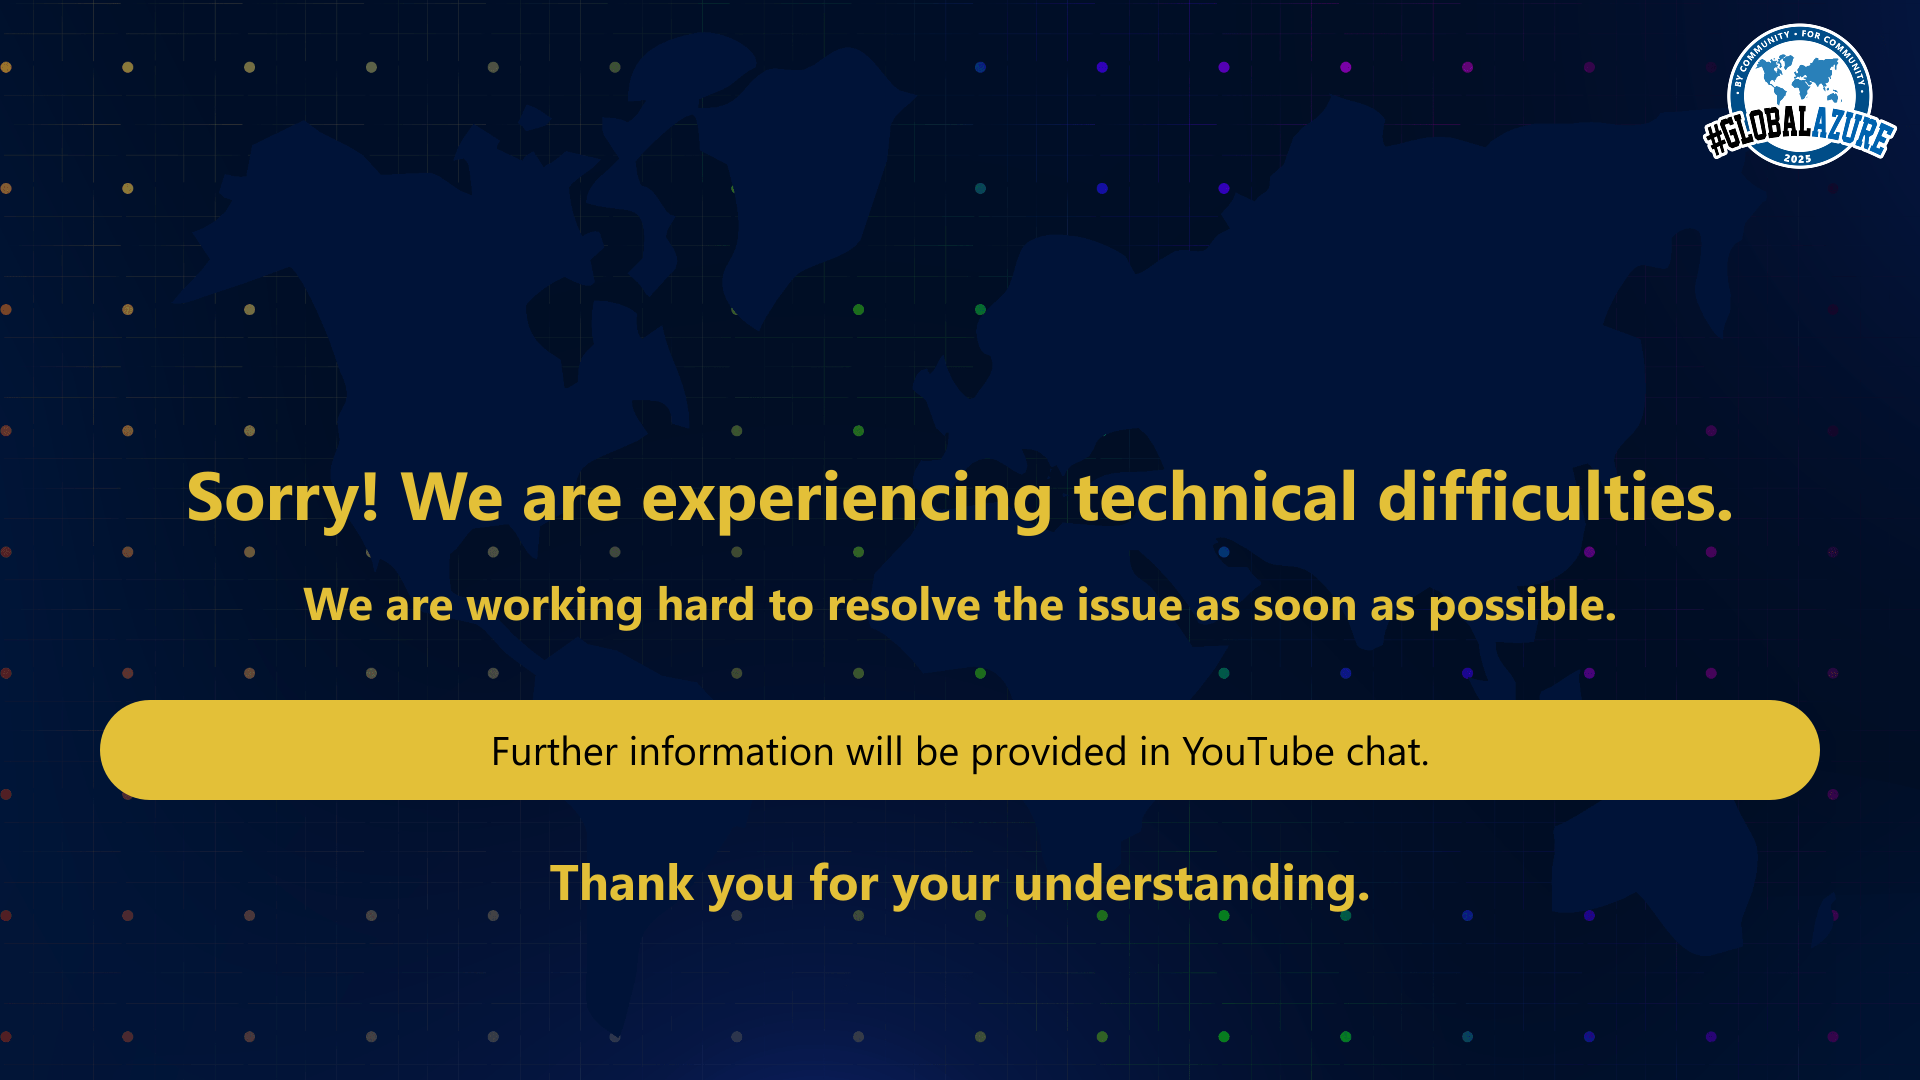 • BY COMMUNITY • FOR COMMUNITY •
#GLOBALAZURE
2025
Sorry! We are experiencing technical difficulties.
We are working hard to resolve the issue as soon as possible.
Further information will be provided in YouTube chat.
Thank you for your understanding.